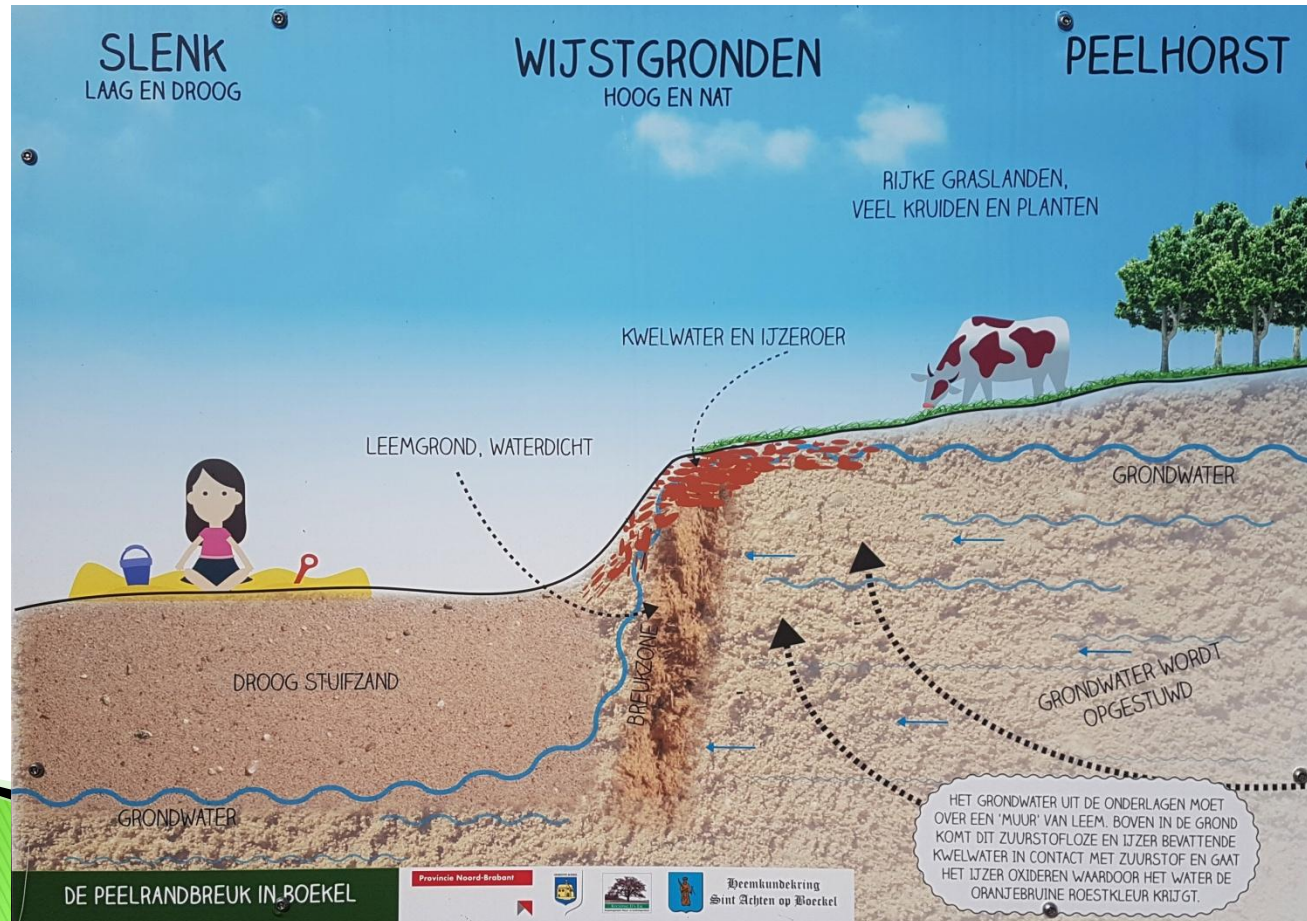 SLENK
LAAG EN DROOG
WIJSTGRONDEN
HOOG EN NAT
PEELHORST
RIJKE GRASLANDEN,
VEEL KRUIDEN EN PLANTEN
KWELWATER EN IJZEROER
LEEMGROND, WATERDICHT
GRONDWATER
BREUKZONE
DROOG STUIFZAND
GRONDWATER WORDT
OPGESTUWD
GRONDWATER
HET GRONDWATER UIT DE ONDERLAGEN MOET
OVER EEN 'MUUR' VAN LEEM. BOVEN IN DE GROND
KOMT DIT ZUURSTOFLOZE EN IJZER BEVATTENDE
KWELWATER IN CONTACT MET ZUURSTOF EN GAAT
HET IJZER OXIDEREN WAARDOOR HET WATER DE
ORANJEBRUINE ROESTKLEUR KRIJGT.
DE PEELRANDBREUK IN BOEKEL
Provincie Noord-Brabant
Heemkundekring
Sint Achten op Boeckel